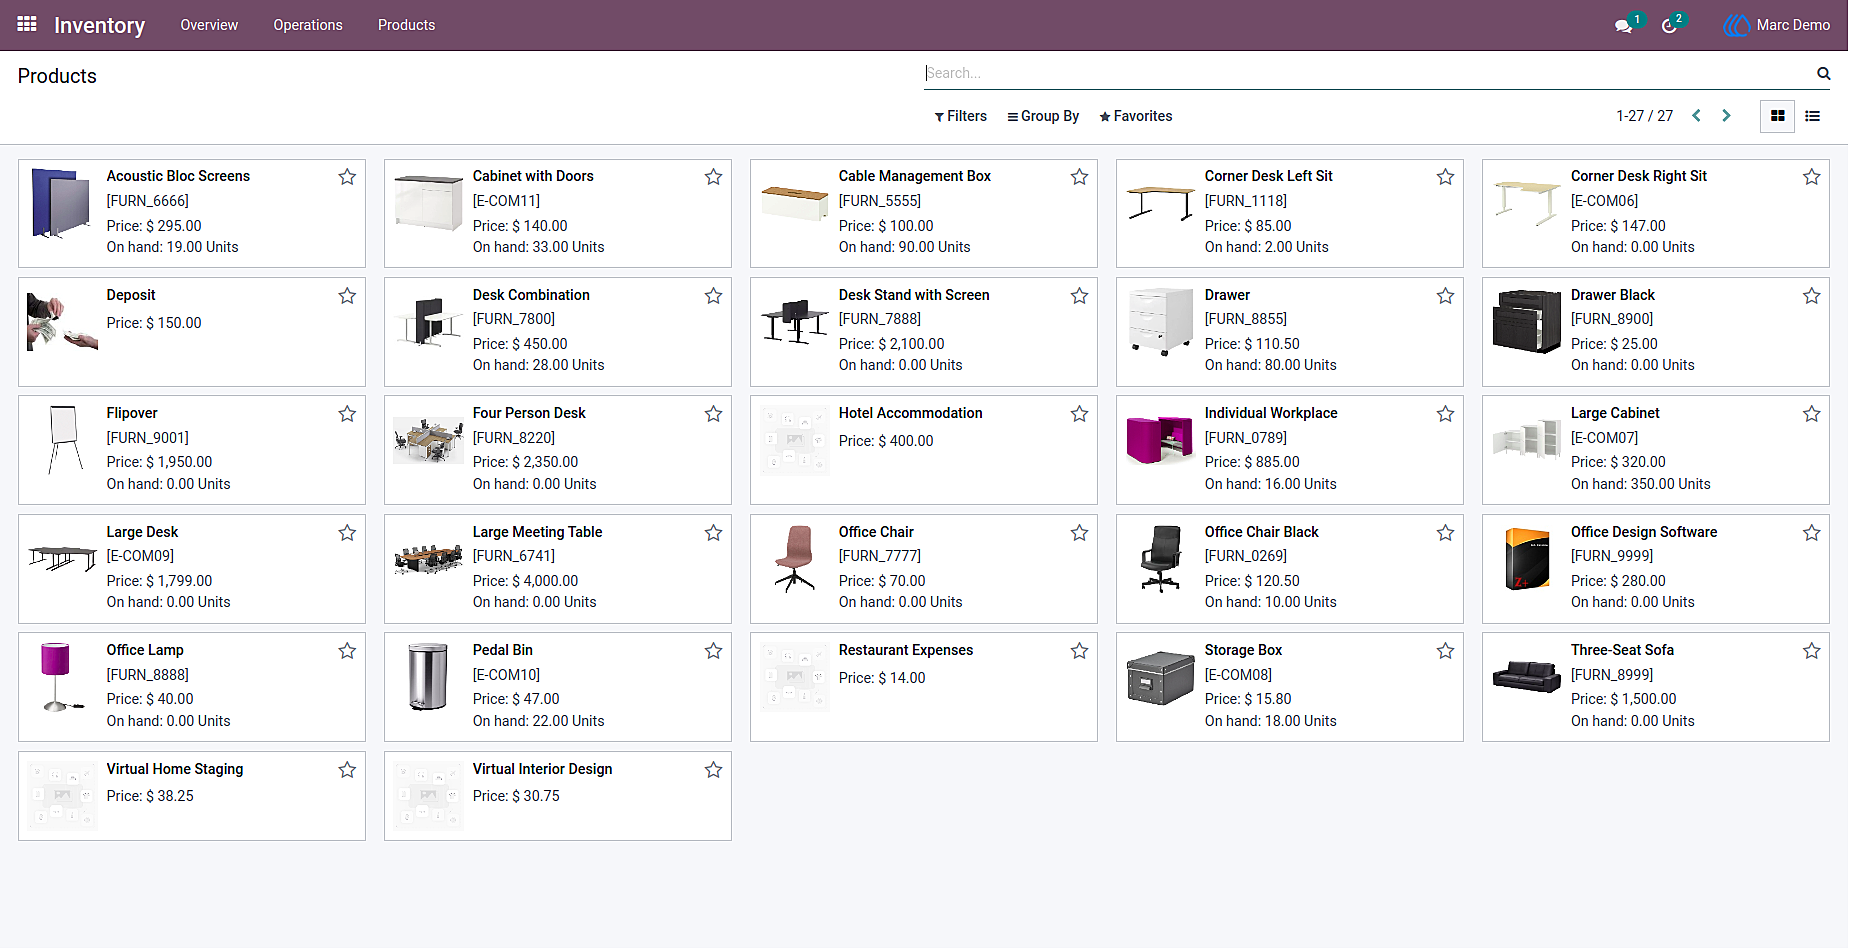 Inventory
Overview
Operations
Products
1
2
Marc Demo
Products
Search...
Filters
Group By
Favorites
1-27 / 27
Acoustic Bloc Screens
[FURN_6666]
Price: $ 295.00
On hand: 19.00 Units
Cabinet with Doors
[E-COM11]
Price: $ 140.00
On hand: 33.00 Units
Cable Management Box
[FURN_5555]
Price: $ 100.00
On hand: 90.00 Units
Corner Desk Left Sit
[FURN_1118]
Price: $ 85.00
On hand: 2.00 Units
Corner Desk Right Sit
[E-COM06]
Price: $ 147.00
On hand: 0.00 Units
Deposit
Price: $ 150.00
Desk Combination
[FURN_7800]
Price: $ 450.00
On hand: 28.00 Units
Desk Stand with Screen
[FURN_7888]
Price: $ 2,100.00
On hand: 0.00 Units
Drawer
[FURN_8855]
Price: $ 110.50
On hand: 80.00 Units
Drawer Black
[FURN_8900]
Price: $ 25.00
On hand: 0.00 Units
Flipover
[FURN_9001]
Price: $ 1,950.00
On hand: 0.00 Units
Four Person Desk
[FURN_8220]
Price: $ 2,350.00
On hand: 0.00 Units
Hotel Accommodation
Price: $ 400.00
Individual Workplace
[FURN_0789]
Price: $ 885.00
On hand: 16.00 Units
Large Cabinet
[E-COM07]
Price: $ 320.00
On hand: 350.00 Units
Large Desk
[E-COM09]
Price: $ 1,799.00
On hand: 0.00 Units
Large Meeting Table
[FURN_6741]
Price: $ 4,000.00
On hand: 0.00 Units
Office Chair
[FURN_7777]
Price: $ 70.00
On hand: 0.00 Units
Office Chair Black
[FURN_0269]
Price: $ 120.50
On hand: 10.00 Units
Z+
Office Design Software
[FURN_9999]
Price: $ 280.00
On hand: 0.00 Units
Office Lamp
[FURN_8888]
Price: $ 40.00
On hand: 0.00 Units
Pedal Bin
[E-COM10]
Price: $ 47.00
On hand: 22.00 Units
Restaurant Expenses
Price: $ 14.00
Storage Box
[E-COM08]
Price: $ 15.80
On hand: 18.00 Units
Three-Seat Sofa
[FURN_8999]
Price: $ 1,500.00
On hand: 0.00 Units
Virtual Home Staging
Price: $ 38.25
Virtual Interior Design
Price: $ 30.75